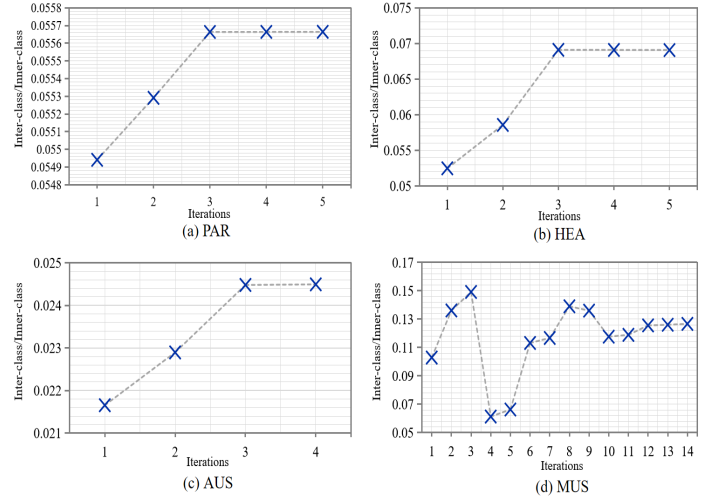 Inter-class/Inner-class
0.0558
0.0557
0.0556
0.0555
0.0554
0.0553
0.0552
0.0551
0.055
0.0549
0.0548
1 2 3 4 5
Iterations
(a) PAR
Inter-class/Inner-class
0.075
0.07
0.065
0.06
0.055
0.05
1 2 3 4 5
Iterations
(b) HEA
Inter-class/Inner-class
0.025
0.024
0.023
0.022
0.021
1 2 3 4
Iterations
(c) AUS
Inter-class/Inner-class
0.17
0.15
0.13
0.11
0.09
0.07
0.05
1 2 3 4 5 6 7 8 9 10 11 12 13 14
Iterations
(d) MUS